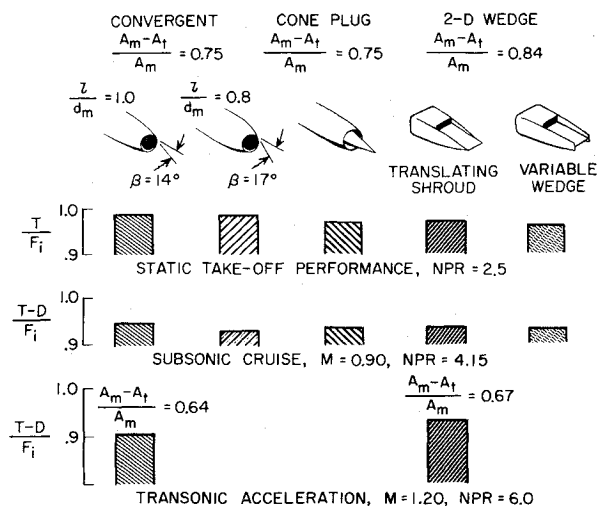 CONVERGENT CONE PLUG 2-D WEDGE
Am-At/Am = 0.75 Am-At/Am = 0.75 Am-At/Am = 0.84
l/dm = 1.0 l/dm = 0.8
β = 14° β = 17°
TRANSLATING SHROUD VARIABLE WEDGE
T/Fi 1.0 .9
STATIC TAKE-OFF PERFORMANCE, NPR = 2.5
T-D/Fi 1.0 .9
SUBSONIC CRUISE, M = 0.90, NPR = 4.15
T-D/Fi 1.0 .9
Am-At/Am = 0.64 Am-At/Am = 0.67
TRANSONIC ACCELERATION, M = 1.20, NPR = 6.0